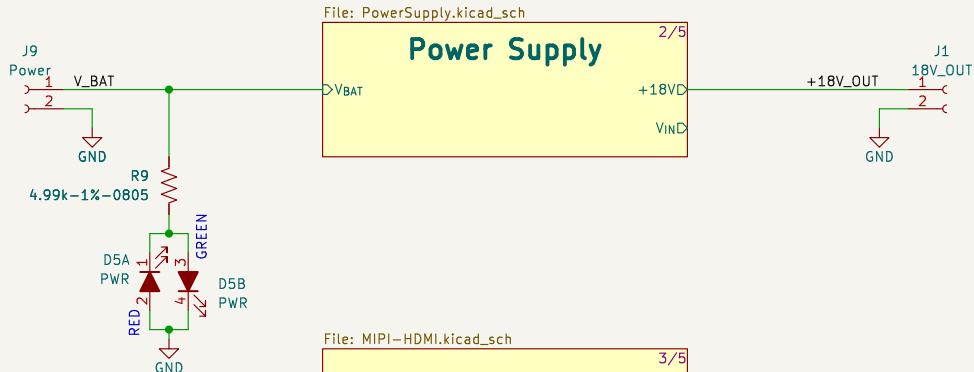 File: PowerSupply.kicad_sch
2/5
Power Supply
J9
Power
1
V_BAT
2
GND
VBAT
+18V
VIN
+18V_OUT
J1
18V_OUT
1
2
GND
R9
4.99k-1%-0805
GREEN
D5A
PWR
1
2
RED
3
4
D5B
PWR
GND
File: MIPI-HDMI.kicad_sch
3/5